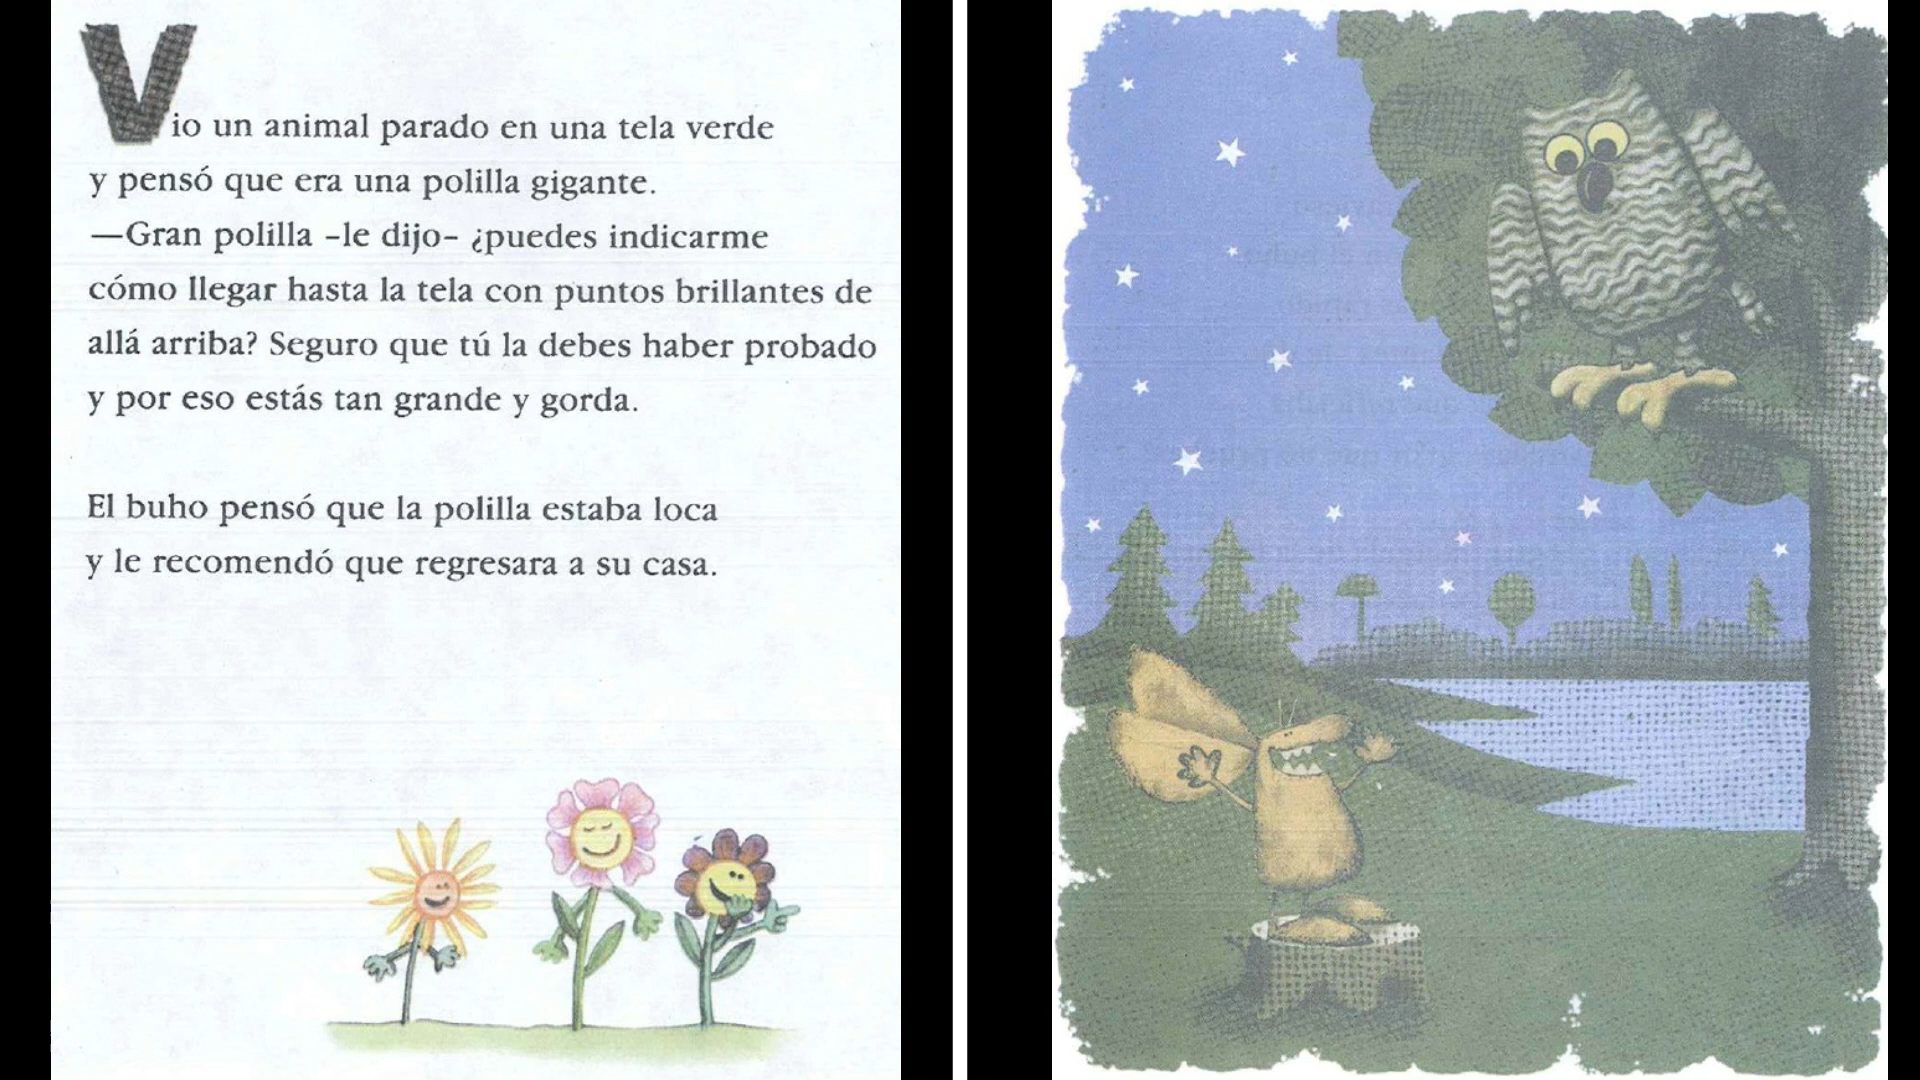 Vio un animal parado en una tela verde
y pensó que era una polilla gigante.
—Gran polilla –le dijo– ¿puedes indicarme
cómo llegar hasta la tela con puntos brillantes de
allá arriba? Seguro que tú la debes haber probado
y por eso estás tan grande y gorda.
El buho pensó que la polilla estaba loca
y le recomendó que regresara a su casa.